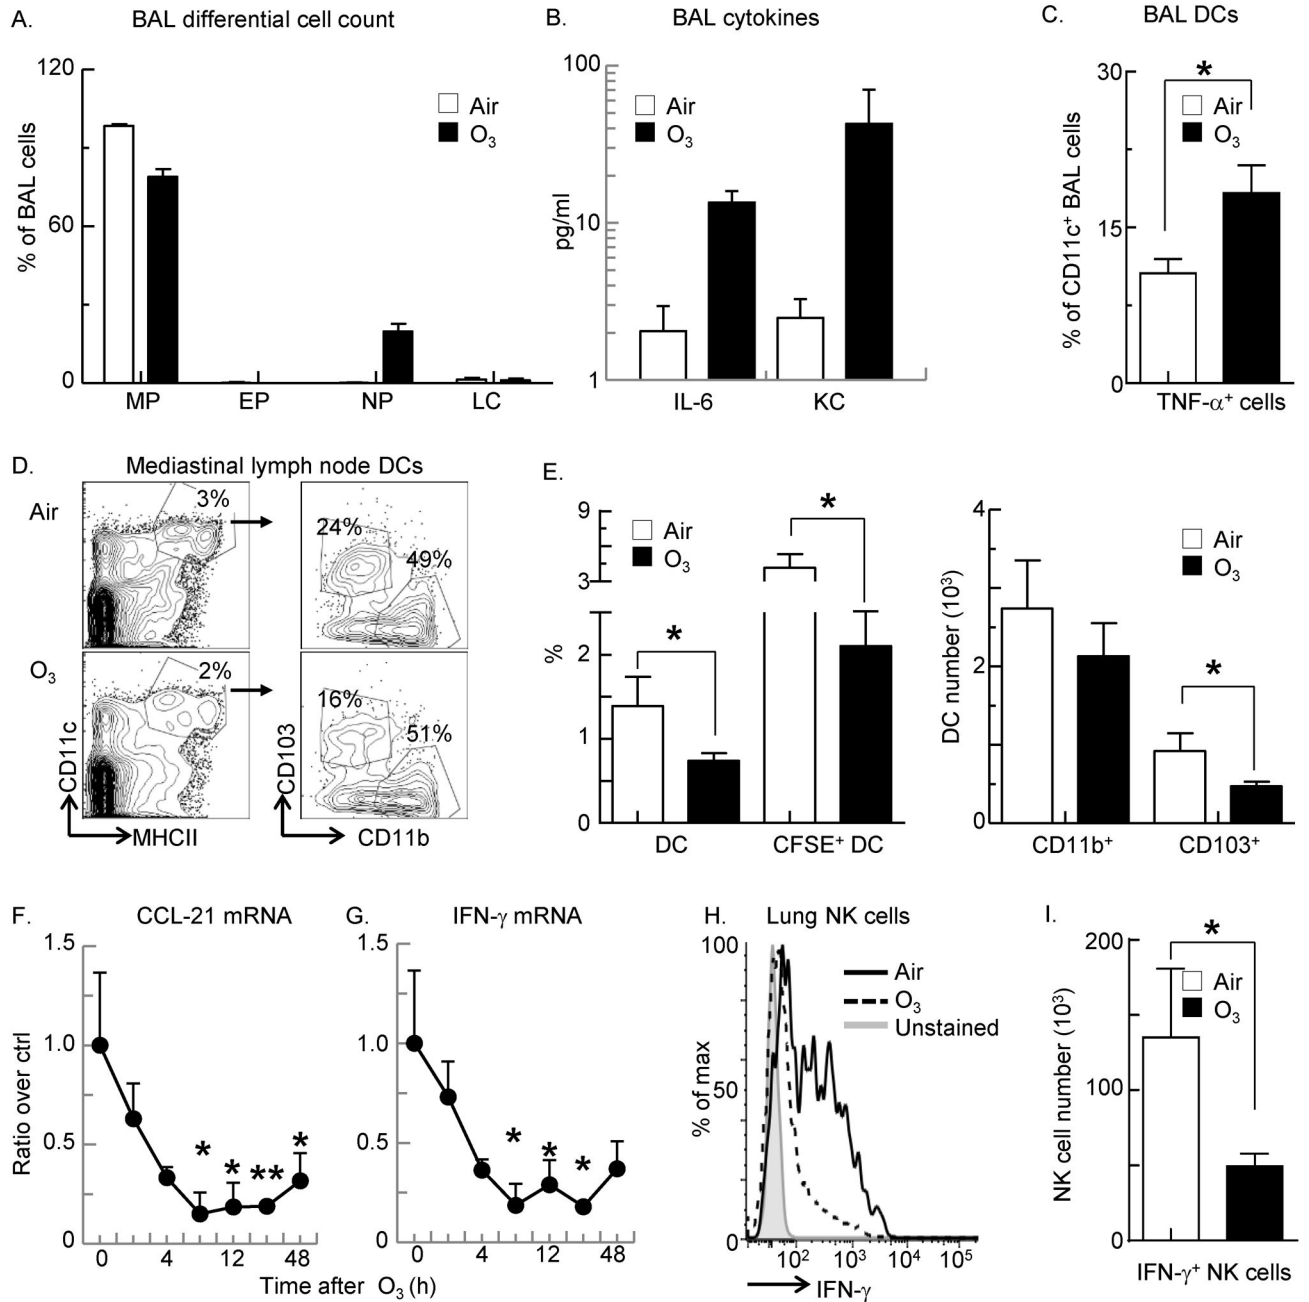 A. BAL differential cell count
120
60
0
% of BAL cells
Air
O3
MP EP NP LC
B. BAL cytokines
100
10
1
pg/ml
Air
O3
IL-6 KC
C. BAL DCs
30
15
0
% of CD11c+ BAL cells
*
Air
O3
TNF-α+ cells
D. Mediastinal lymph node DCs
Air
3%
24%
49%
O3
2%
16%
51%
CD11c
MHCII
CD103
CD11b
E.
9
3
2
1
0
%
Air
O3
*
*
DC CFSE+ DC
4
2
0
DC number (103)
Air
O3
*
CD11b+ CD103+
F. CCL-21 mRNA
1.5
1.0
0.5
0
Ratio over ctrl
* * ** *
0 4 12 48
G. IFN-γ mRNA
1.5
1.0
0.5
0
* * *
0 4 12 48
Time after O3 (h)
H. Lung NK cells
100
50
0
% of max
Air
O3
Unstained
102 103 104 105
IFN-γ
I.
200
100
0
NK cell number (103)
*
Air
O3
IFN-γ+ NK cells